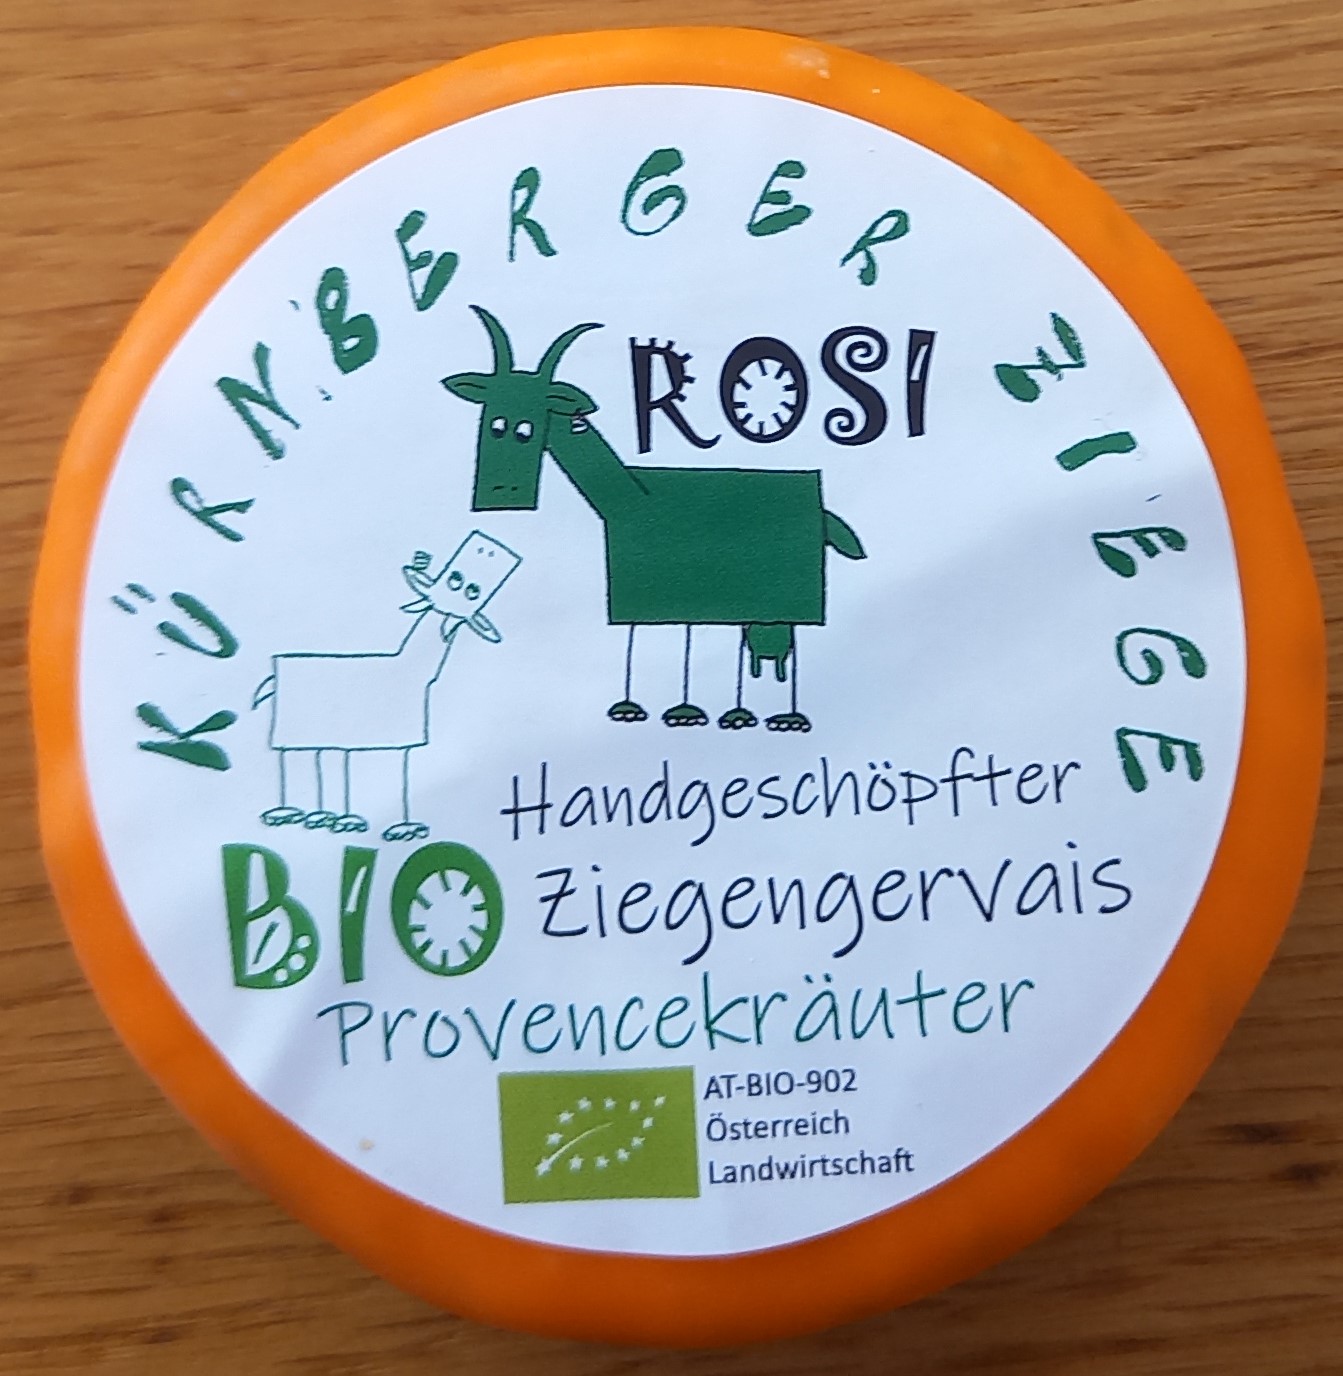 KÜRNBERGER ZIEGE
ROSI
Handgeschöpfter
BIO Ziegengervais
Provencekräuter
AT-BIO-902
Österreich
Landwirtschaft